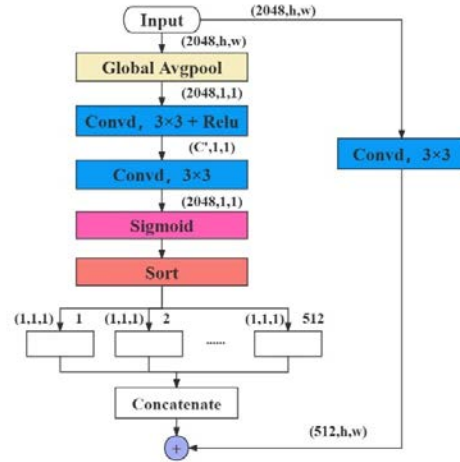 Input
(2048,h,w)
(2048,h,w)
Global Avgpool
(2048,1,1)
Convd, 3×3 + Relu
(C',1,1)
Convd, 3×3
Convd, 3×3
(2048,1,1)
Sigmoid
Sort
(1,1,1) 1 (1,1,1) 2 (1,1,1) 512
......
Concatenate
(512,h,w)
+